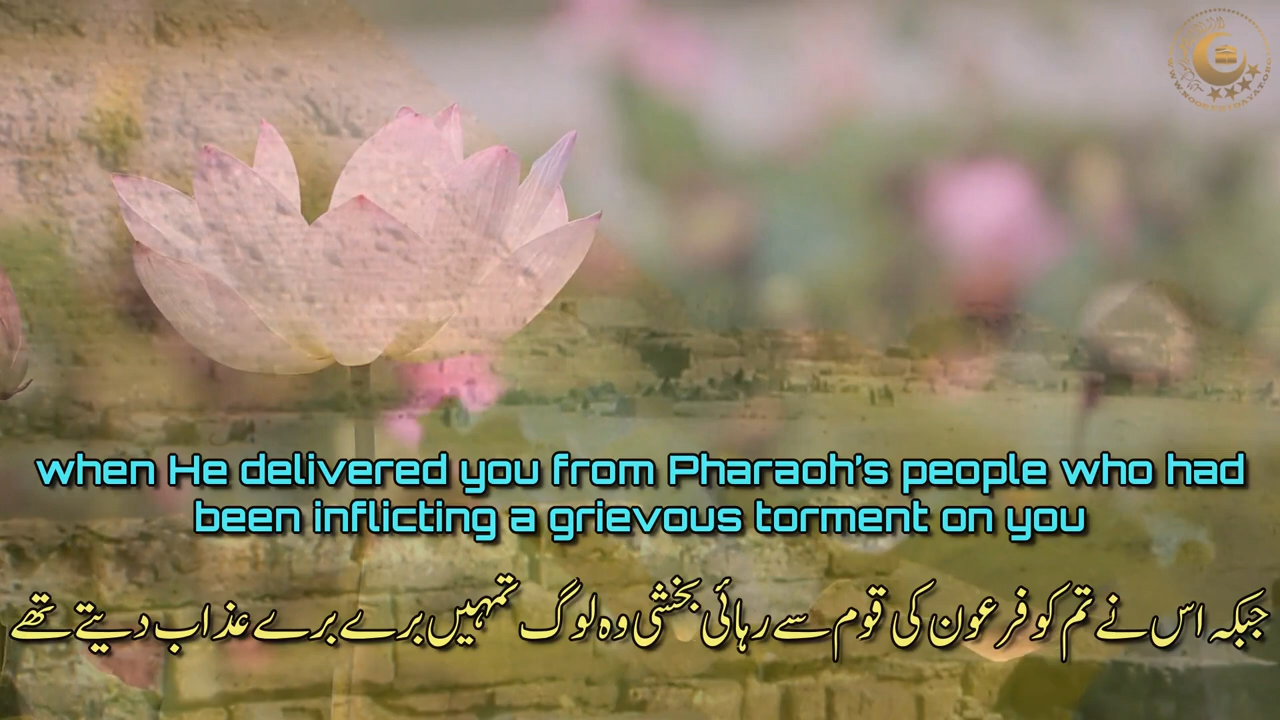 when He delivered you from Pharaoh's people who had
been inflicting a grievous torment on you
جبکہ اس نے تم کو فرعون کی قوم سے رہائی بخشی وہ لوگ تمہیں برے برے عذاب دیتے تھے